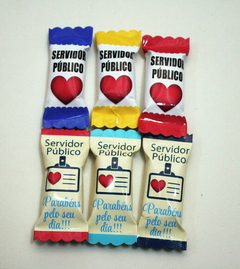 SERVIDOR SERVIDOR SERVIDOR
PÚBLICO PÚBLICO PÚBLICO
Servidor Servidor Servidor
Público Público Público
Parabéns Parabéns Parabéns
pelo seu pelo seu pelo seu
dia!!! dia!!! dia!!!